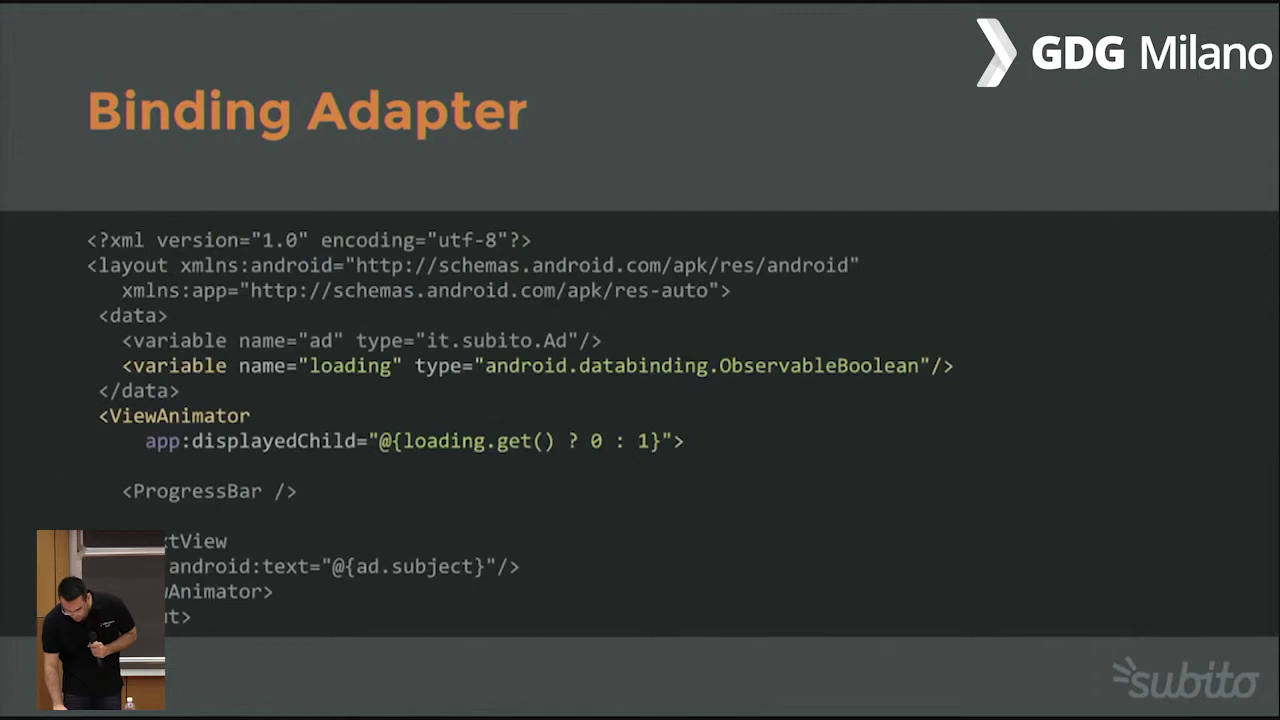 GDG Milano
Binding Adapter
<?xml version="1.0" encoding="utf-8"?>
<layout xmlns:android="http://schemas.android.com/apk/res/android"
xmlns:app="http://schemas.android.com/apk/res-auto">
<data>
<variable name="ad" type="it.subito.Ad"/>
<variable name="loading" type="android.databinding.ObservableBoolean"/>
</data>
<ViewAnimator
app:displayedChild="@{loading.get() ? 0 : 1}">
<ProgressBar />
xtView
android:text="@{ad.subject}"/>
wAnimator>
ut>
subito